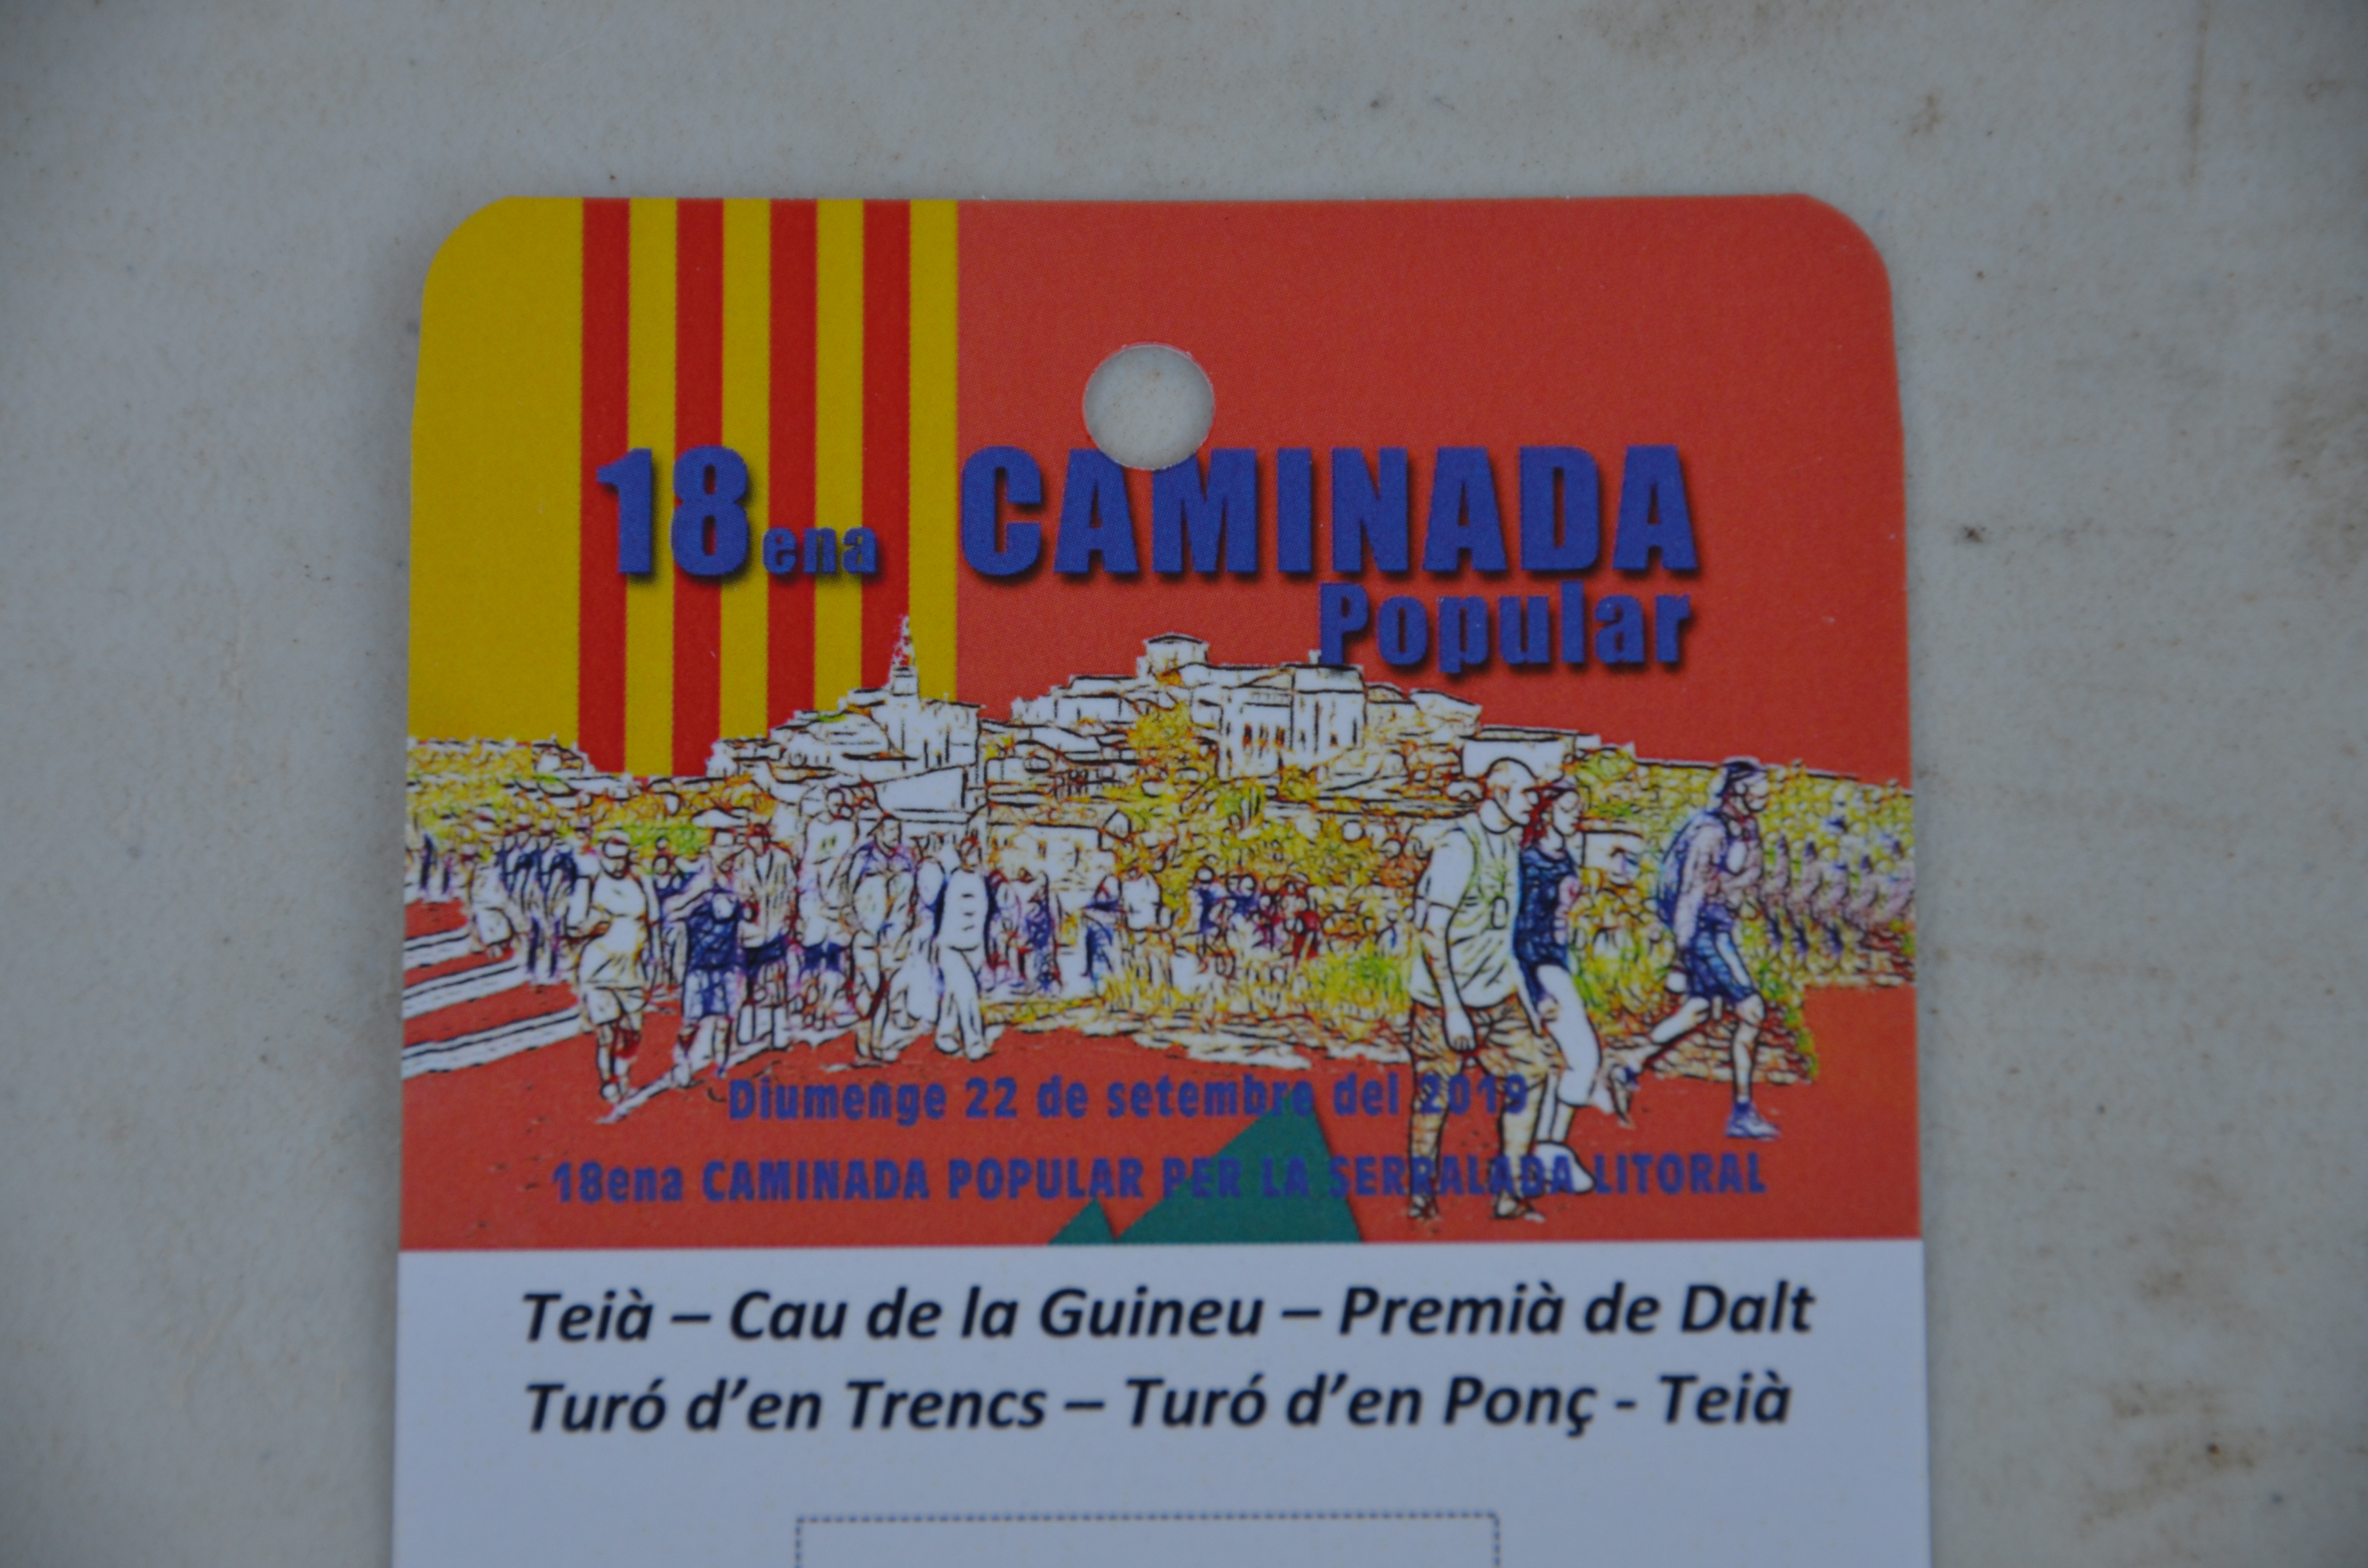 18ena CAMINADA
Popular
Diumenge 22 de setembre del 2019
18ena CAMINADA POPULAR PER LA SERRALADA LITORAL
Teià – Cau de la Guineu – Premià de Dalt
Turó d’en Trencs – Turó d’en Ponç - Teià